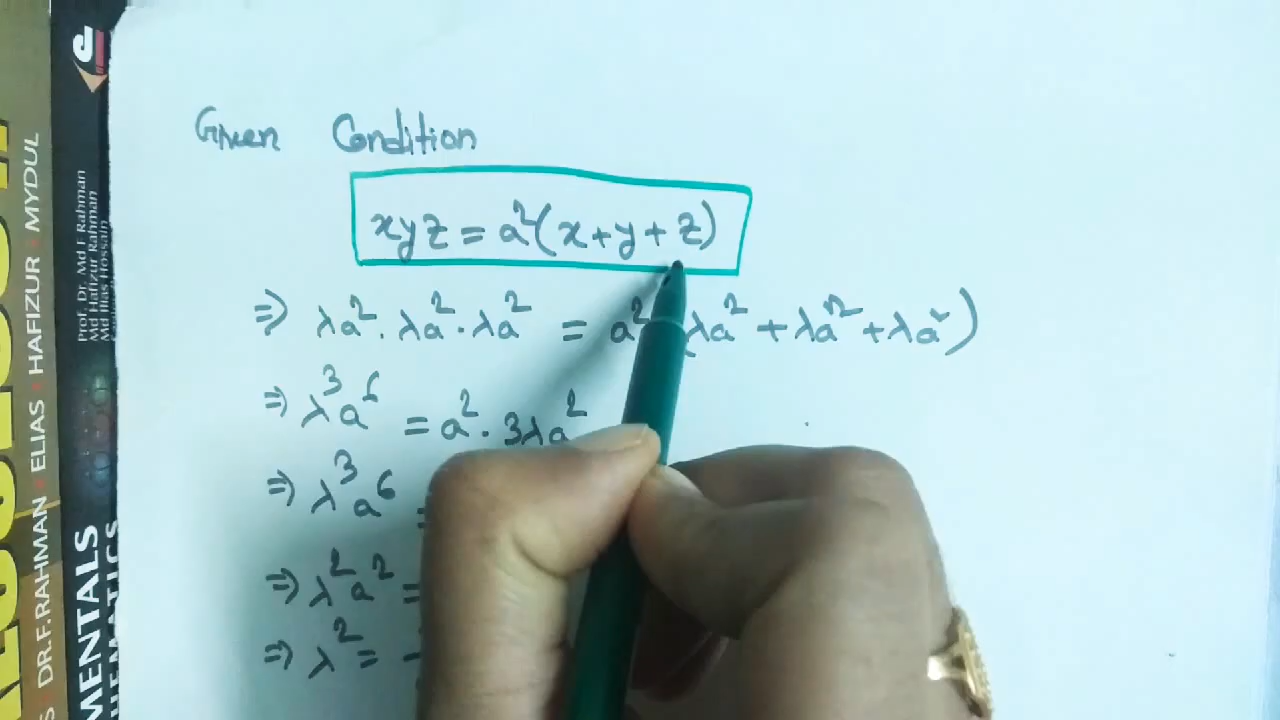 Given Condition
xyz = a²(x+y+z)
⇒ λa². λa². λa² = a² (λa² + λa² + λa²)
⇒ λ³a⁶ = a². 3λa²
⇒ λ³a⁶
⇒ λ²a² =
⇒ λ² =
DR.F.RAHMAN • ELIAS • HAFIZUR • MYDUL
Prof. Dr. Md F Rahman
Md Hafizur Rahman
Md Ilias Hossain